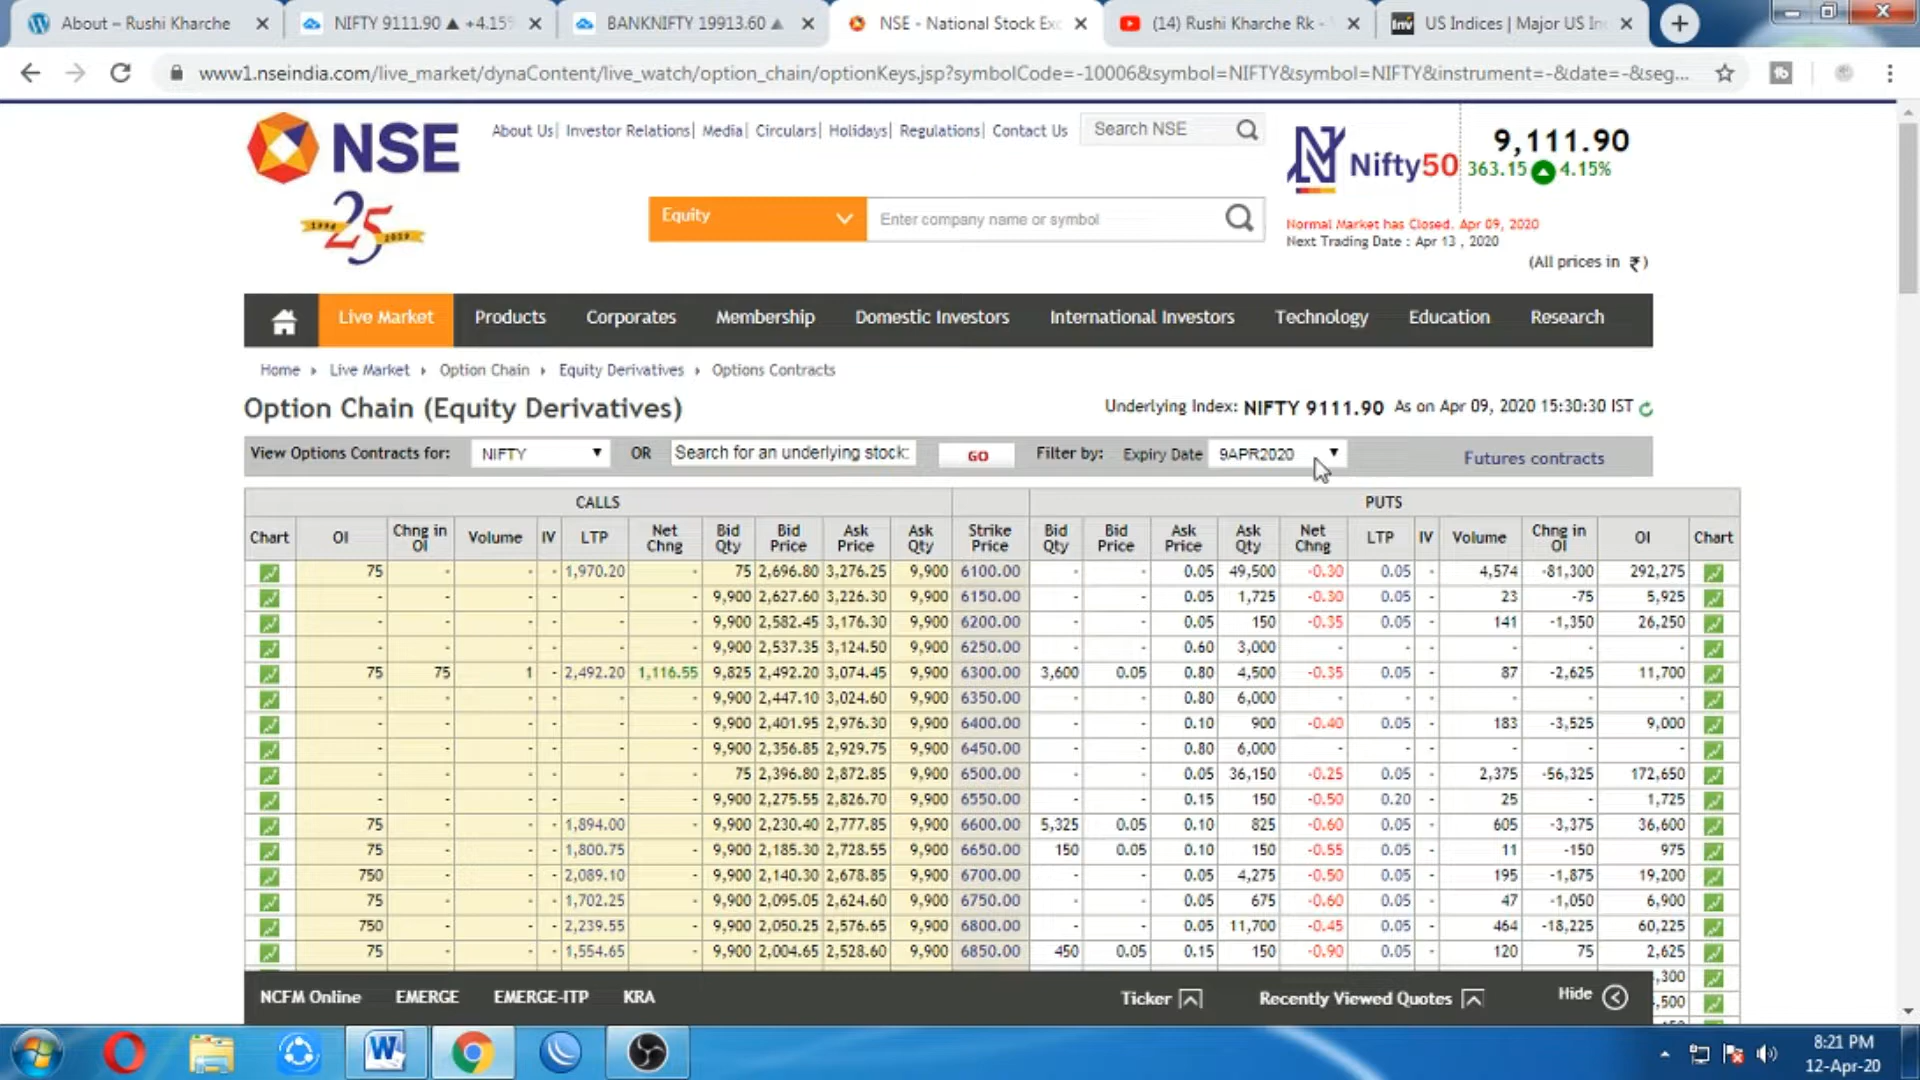 About – Rushi Kharche
NIFTY 9111.90 ▲ +4.15
BANKNIFTY 19913.60 ▲
NSE - National Stock Exc
(14) Rushi Kharche Rk -
US Indices | Major US In
www1.nseindia.com/live_market/dynaContent/live_watch/option_chain/optionKeys.jsp?symbolCode=-10006&symbol=NIFTY&symbol=NIFTY&instrument=-&date=-&seg...
NSE
1994 25 2019
About Us| Investor Relations| Media| Circulars| Holidays| Regulations| Contact Us
Search NSE
Equity
Enter company name or symbol
Nifty50
9,111.90
363.15 4.15%
Normal Market has Closed. Apr 09, 2020
Next Trading Date : Apr 13 , 2020
(All prices in ₹ )
Live Market Products Corporates Membership Domestic Investors International Investors Technology Education Research
Home Live Market Option Chain Equity Derivatives Options Contracts
Option Chain (Equity Derivatives)
Underlying Index: NIFTY 9111.90 As on Apr 09, 2020 15:30:30 IST
View Options Contracts for: NIFTY OR Search for an underlying stock: GO Filter by: Expiry Date 9APR2020 Futures contracts
CALLS PUTS
Chart OI Chng in OI Volume IV LTP Net Chng Bid Qty Bid Price Ask Price Ask Qty Strike Price Bid Qty Bid Price Ask Price Ask Qty Net Chng LTP IV Volume Chng in OI OI Chart
75 - - - 1,970.20 - 75 2,696.80 3,276.25 9,900 6100.00 - - 0.05 49,500 -0.30 0.05 - 4,574 -81,300 292,275
- - - - - - 9,900 2,627.60 3,226.30 9,900 6150.00 - - 0.05 1,725 -0.30 0.05 - 23 -75 5,925
- - - - - - 9,900 2,582.45 3,176.30 9,900 6200.00 - - 0.05 150 -0.35 0.05 - 141 -1,350 26,250
- - - - - - 9,900 2,537.35 3,124.50 9,900 6250.00 - - 0.60 3,000 - - - - - -
75 75 1 - 2,492.20 1,116.55 9,825 2,492.20 3,074.45 9,900 6300.00 3,600 0.05 0.80 4,500 -0.35 0.05 - 87 -2,625 11,700
- - - - - - 9,900 2,447.10 3,024.60 9,900 6350.00 - - 0.80 6,000 - - - - - -
- - - - - - 9,900 2,401.95 2,976.30 9,900 6400.00 - - 0.10 900 -0.40 0.05 - 183 -3,525 9,000
- - - - - - 9,900 2,356.85 2,929.75 9,900 6450.00 - - 0.80 6,000 - - - - - -
- - - - - - 75 2,396.80 2,872.85 9,900 6500.00 - - 0.05 36,150 -0.25 0.05 - 2,375 -56,325 172,650
- - - - - - 9,900 2,275.55 2,826.70 9,900 6550.00 - - 0.15 150 -0.50 0.20 - 25 - 1,725
75 - - - 1,894.00 - 9,900 2,230.40 2,777.85 9,900 6600.00 5,325 0.05 0.10 825 -0.60 0.05 - 605 -3,375 36,600
75 - - - 1,800.75 - 9,900 2,185.30 2,728.55 9,900 6650.00 150 0.05 0.10 150 -0.55 0.05 - 11 -150 975
750 - - - 2,089.10 - 9,900 2,140.30 2,678.85 9,900 6700.00 - - 0.05 4,275 -0.50 0.05 - 195 -1,875 19,200
75 - - - 1,702.25 - 9,900 2,095.05 2,624.60 9,900 6750.00 - - 0.05 675 -0.60 0.05 - 47 -1,050 6,900
750 - - - 2,239.55 - 9,900 2,050.25 2,576.65 9,900 6800.00 - - 0.05 11,700 -0.45 0.05 - 464 -18,225 60,225
75 - - - 1,554.65 - 9,900 2,004.65 2,528.60 9,900 6850.00 450 0.05 0.15 150 -0.90 0.05 - 120 75 2,625
,300
,500
NCFM Online EMERGE EMERGE-ITP KRA Ticker Recently Viewed Quotes Hide
8:21 PM
12-Apr-20